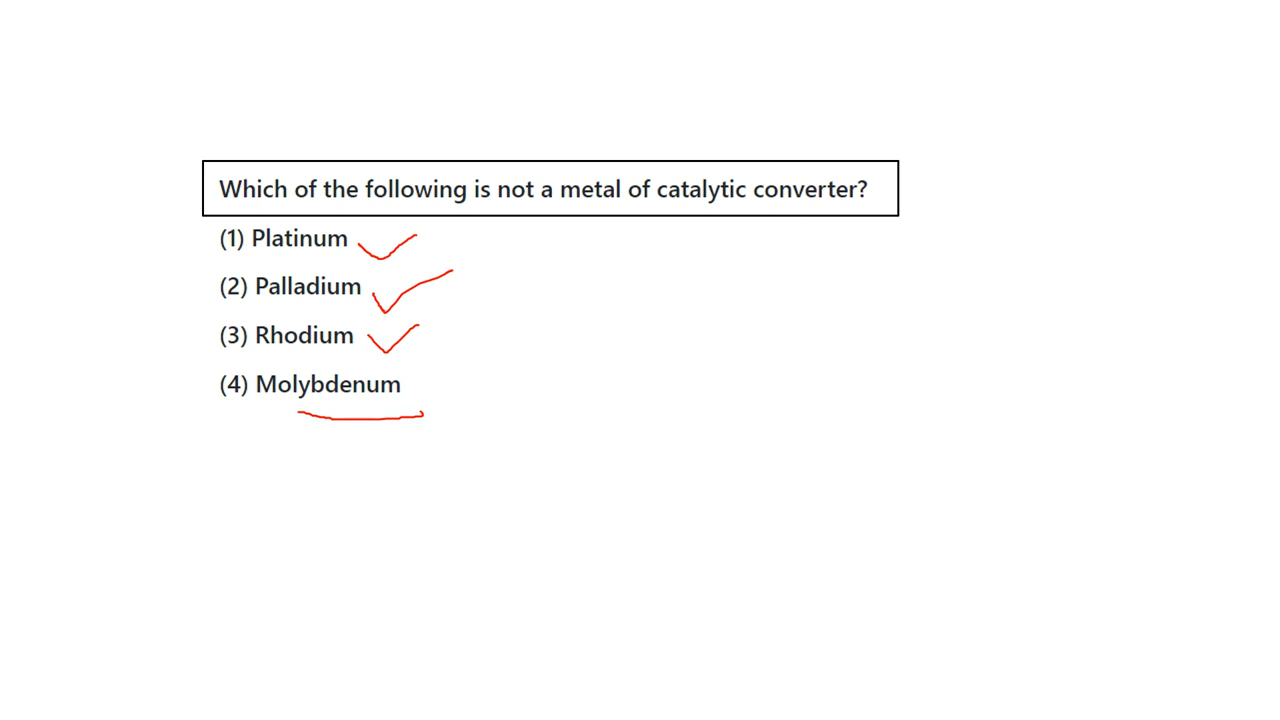 Which of the following is not a metal of catalytic converter?
(1) Platinum
(2) Palladium
(3) Rhodium
(4) Molybdenum